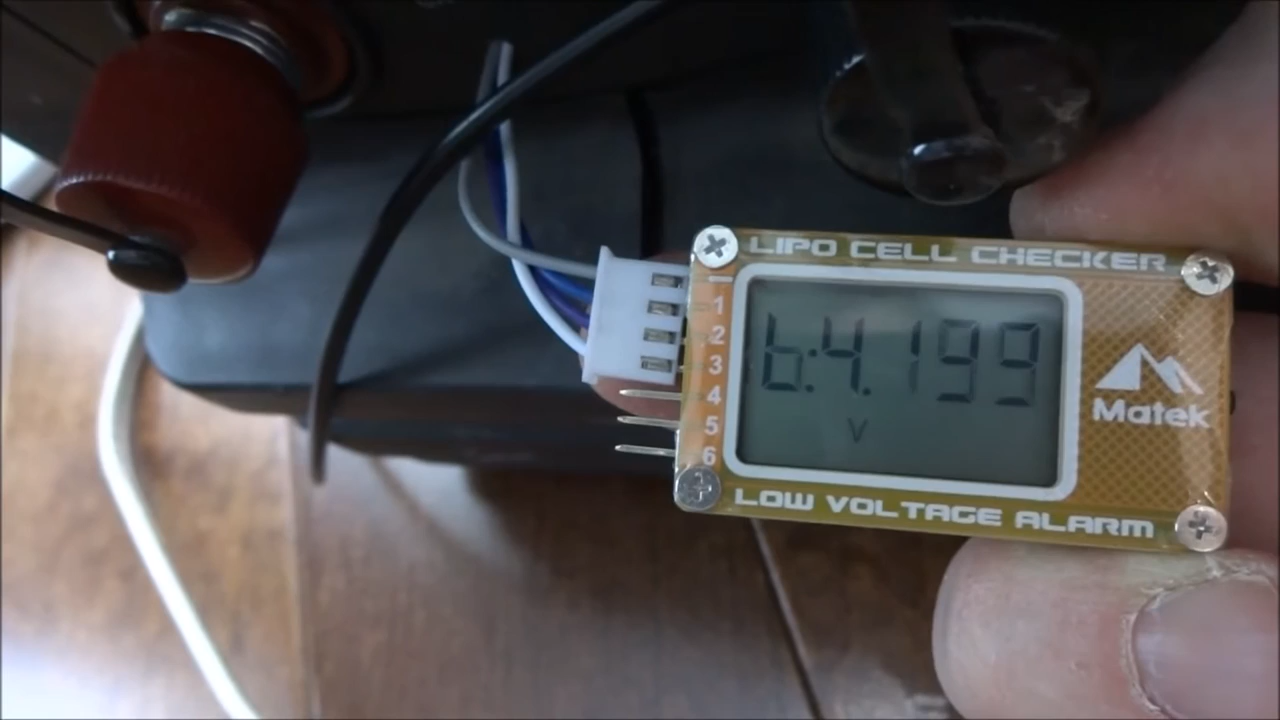 LIPO CELL CHECKER
−
1
2
3
4
5
6
b:4.199
V
Matek
LOW VOLTAGE ALARM